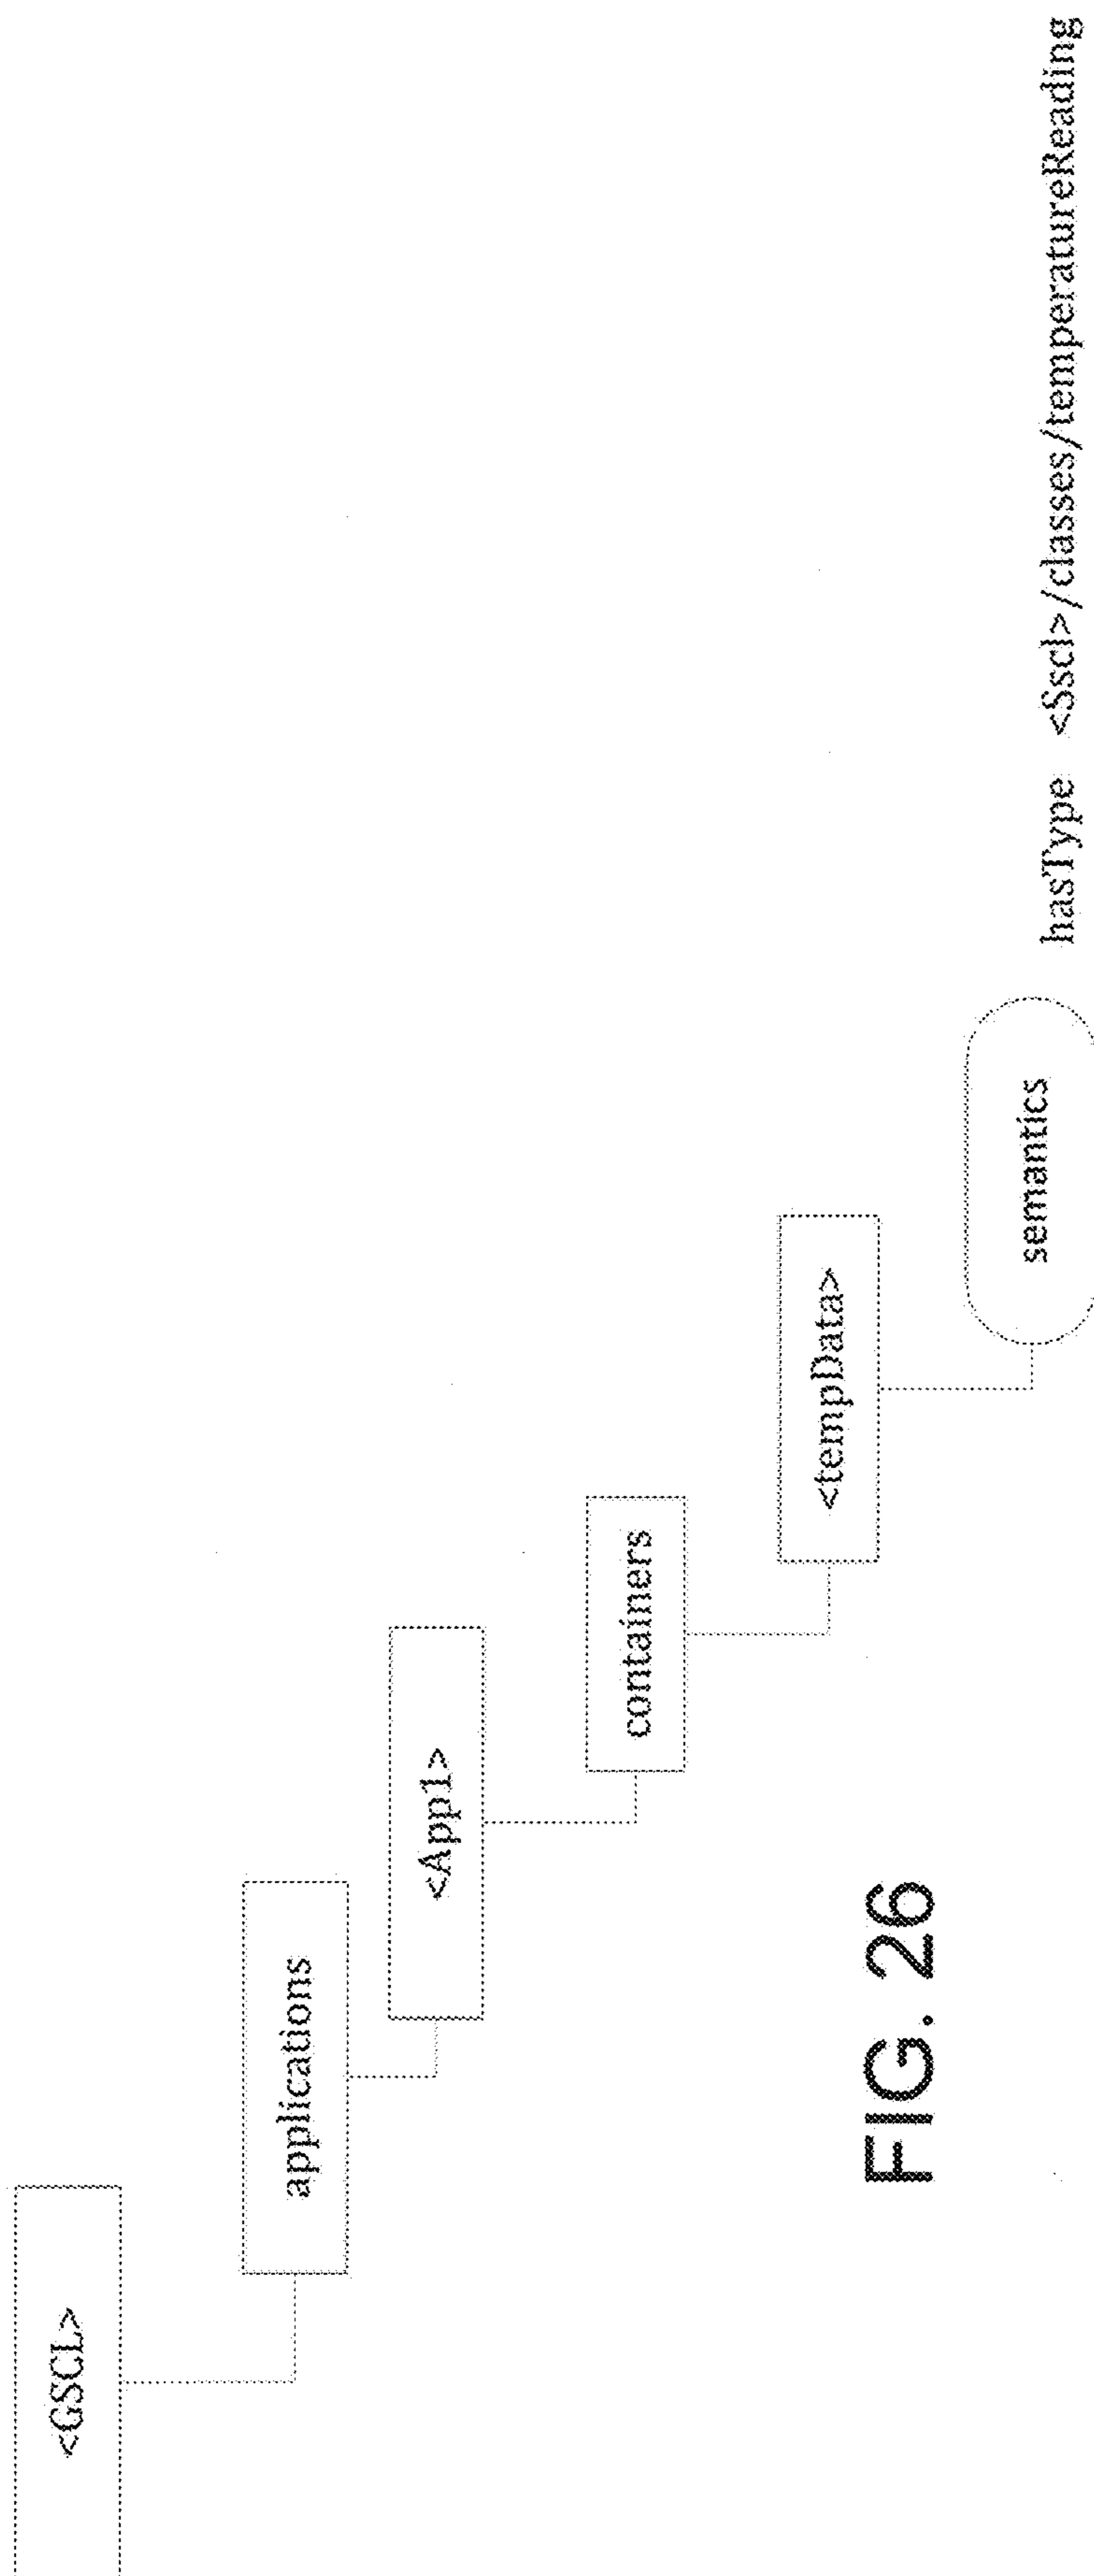 <GSCL>
applications
<App1>
containers
<tempData>
semantics
hasType <Sscl>/classes/temperatureReading
FIG. 26